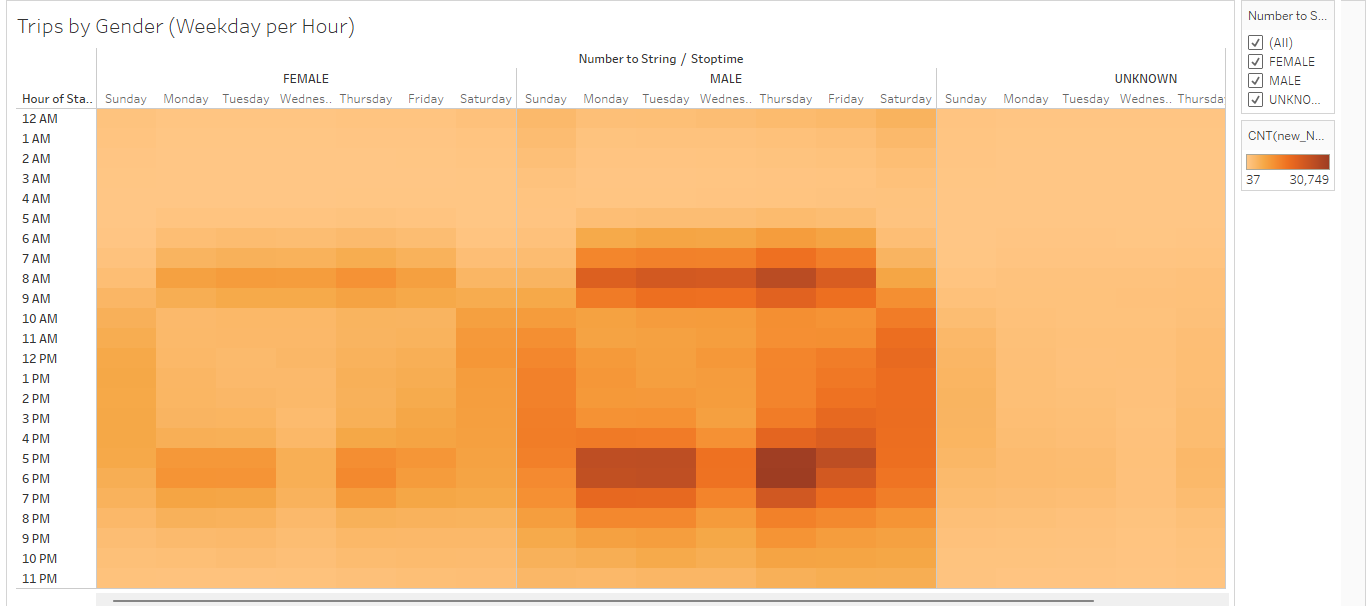 Trips by Gender (Weekday per Hour)
Number to String / Stoptime
FEMALE MALE UNKNOWN
Hour of Sta.. Sunday Monday Tuesday Wednes.. Thursday Friday Saturday Sunday Monday Tuesday Wednes.. Thursday Friday Saturday Sunday Monday Tuesday Wednes.. Thursda
12 AM
1 AM
2 AM
3 AM
4 AM
5 AM
6 AM
7 AM
8 AM
9 AM
10 AM
11 AM
12 PM
1 PM
2 PM
3 PM
4 PM
5 PM
6 PM
7 PM
8 PM
9 PM
10 PM
11 PM
Number to S...
(All)
FEMALE
MALE
UNKNO...
CNT(new_N...
37 30,749